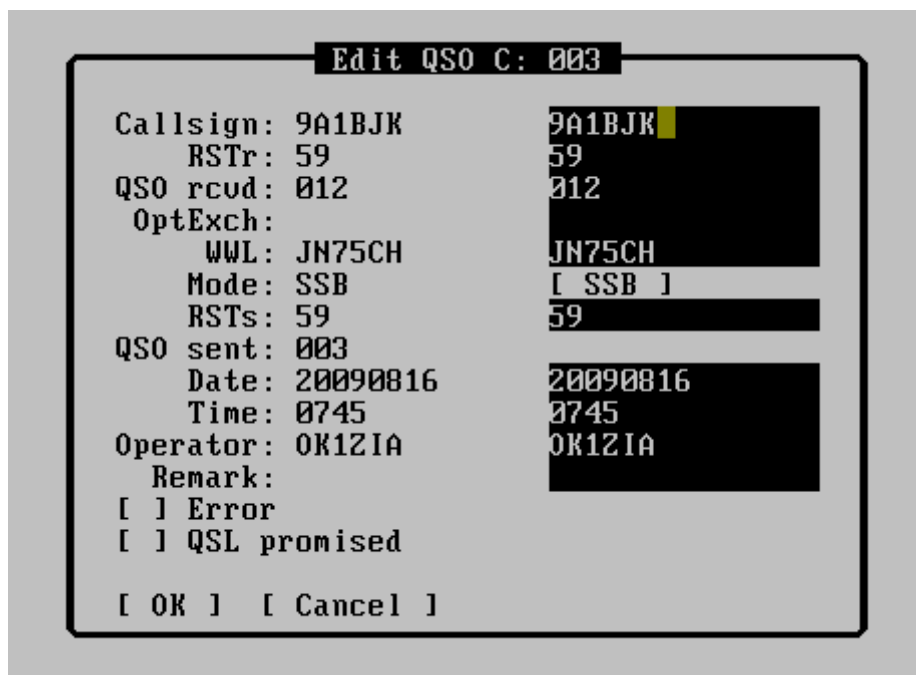 Edit QSO C: 003
Callsign: 9A1BJK 9A1BJK
RSTr: 59 59
QSO rcvd: 012 012
OptExch:
WWL: JN75CH JN75CH
Mode: SSB [ SSB ]
RSTs: 59 59
QSO sent: 003
Date: 20090816 20090816
Time: 0745 0745
Operator: OK1ZIA OK1ZIA
Remark:
[ ] Error
[ ] QSL promised
[ OK ] [ Cancel ]